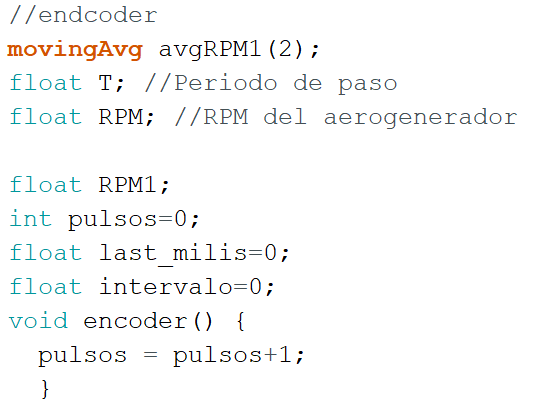 //endcoder
movingAvg avgRPM1(2);
float T; //Periodo de paso
float RPM; //RPM del aerogenerador
float RPM1;
int pulsos=0;
float last_milis=0;
float intervalo=0;
void encoder() {
pulsos = pulsos+1;
}